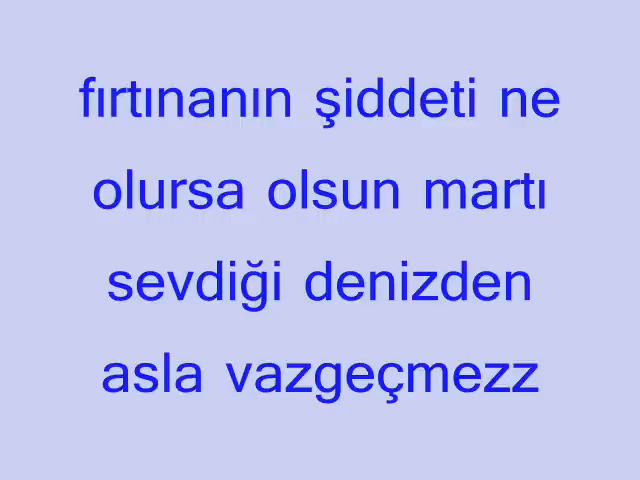 fırtınanın şiddeti ne
olursa olsun martı
sevdiği denizden
asla vazgeçmezz